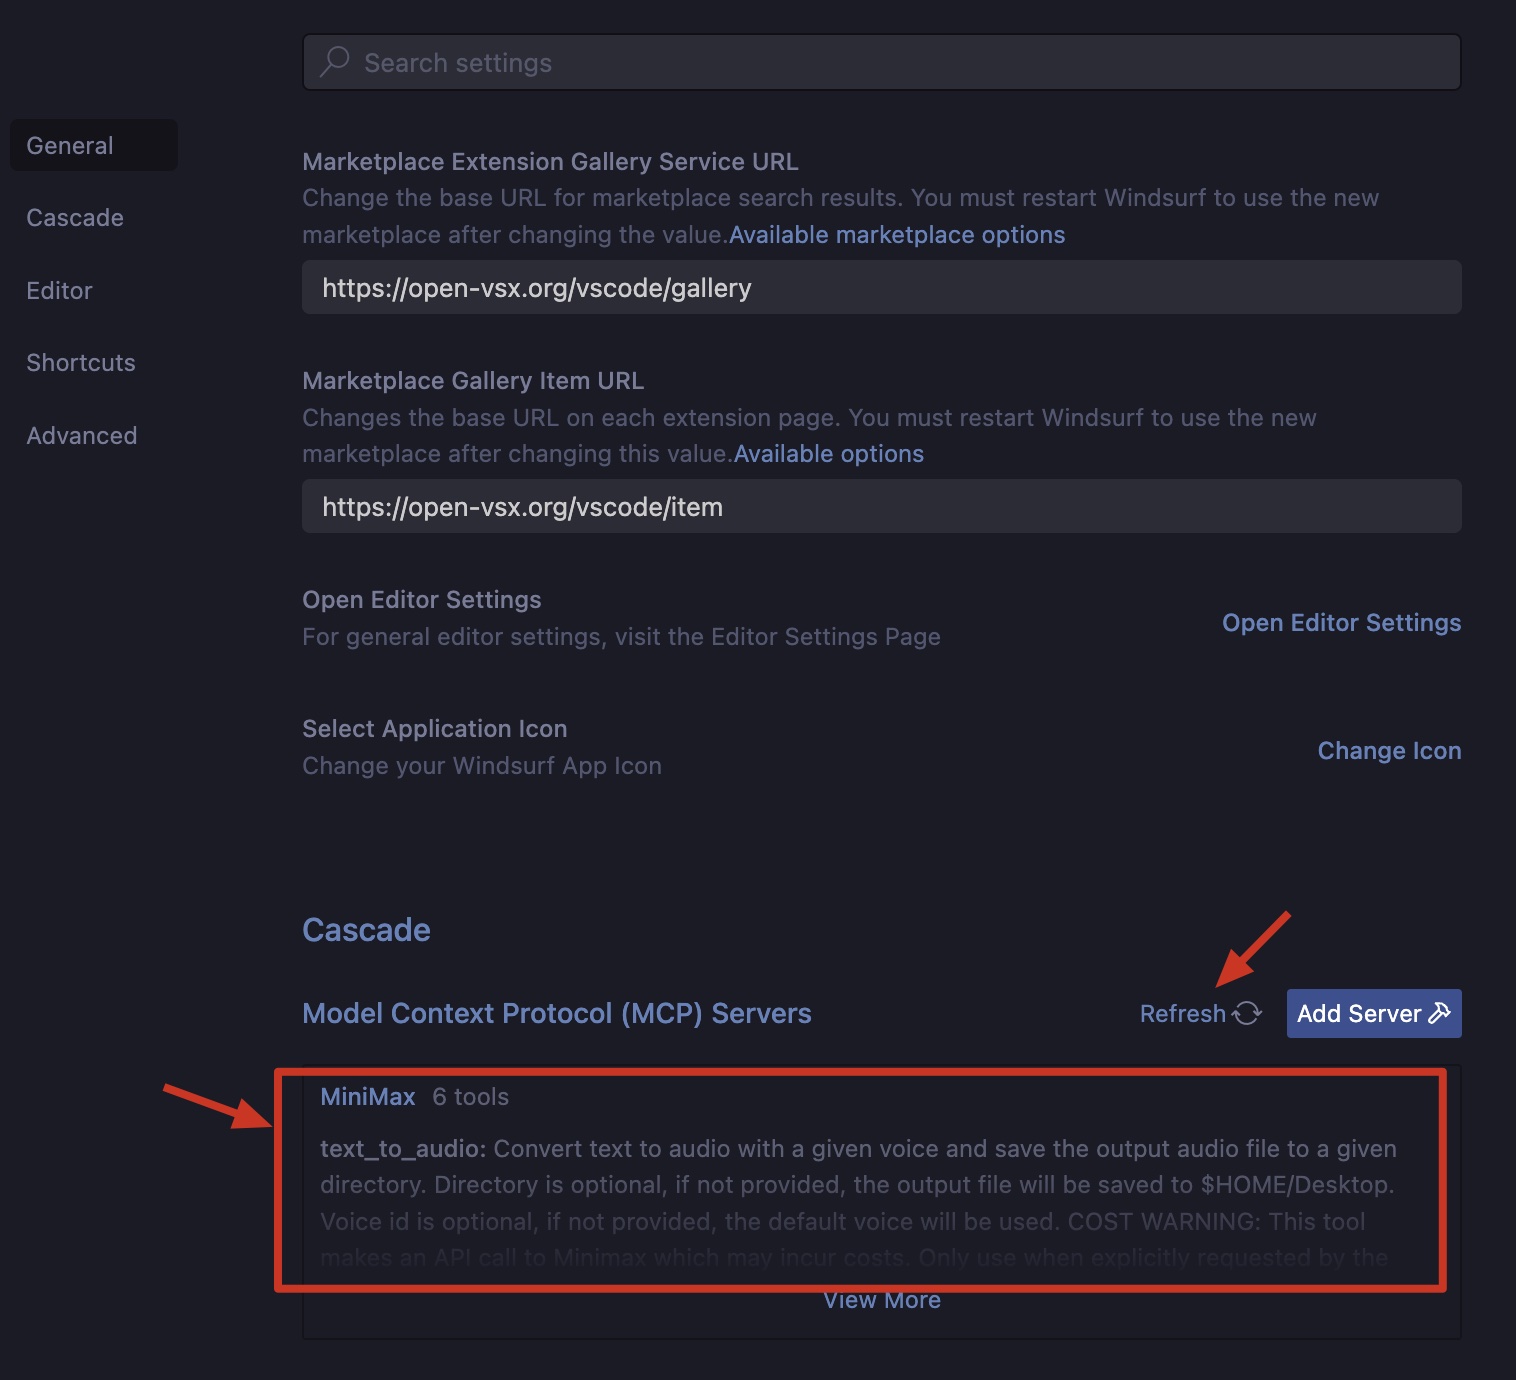 Search settings
General
Cascade
Editor
Shortcuts
Advanced
Marketplace Extension Gallery Service URL
Change the base URL for marketplace search results. You must restart Windsurf to use the new
marketplace after changing the value.Available marketplace options
https://open-vsx.org/vscode/gallery
Marketplace Gallery Item URL
Changes the base URL on each extension page. You must restart Windsurf to use the new
marketplace after changing this value.Available options
https://open-vsx.org/vscode/item
Open Editor Settings
For general editor settings, visit the Editor Settings Page
Open Editor Settings
Select Application Icon
Change your Windsurf App Icon
Change Icon
Cascade
Model Context Protocol (MCP) Servers
Refresh
Add Server
MiniMax 6 tools
text_to_audio: Convert text to audio with a given voice and save the output audio file to a given
directory. Directory is optional, if not provided, the output file will be saved to $HOME/Desktop.
Voice id is optional, if not provided, the default voice will be used. COST WARNING: This tool
makes an API call to Minimax which may incur costs. Only use when explicitly requested by the
View More